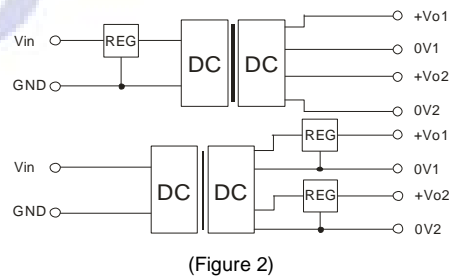 +Vo1
Vin
REG
0V1
DC
DC
+Vo2
GND
0V2
REG
+Vo1
Vin
0V1
DC
DC
REG
+Vo2
GND
0V2
(Figure 2)